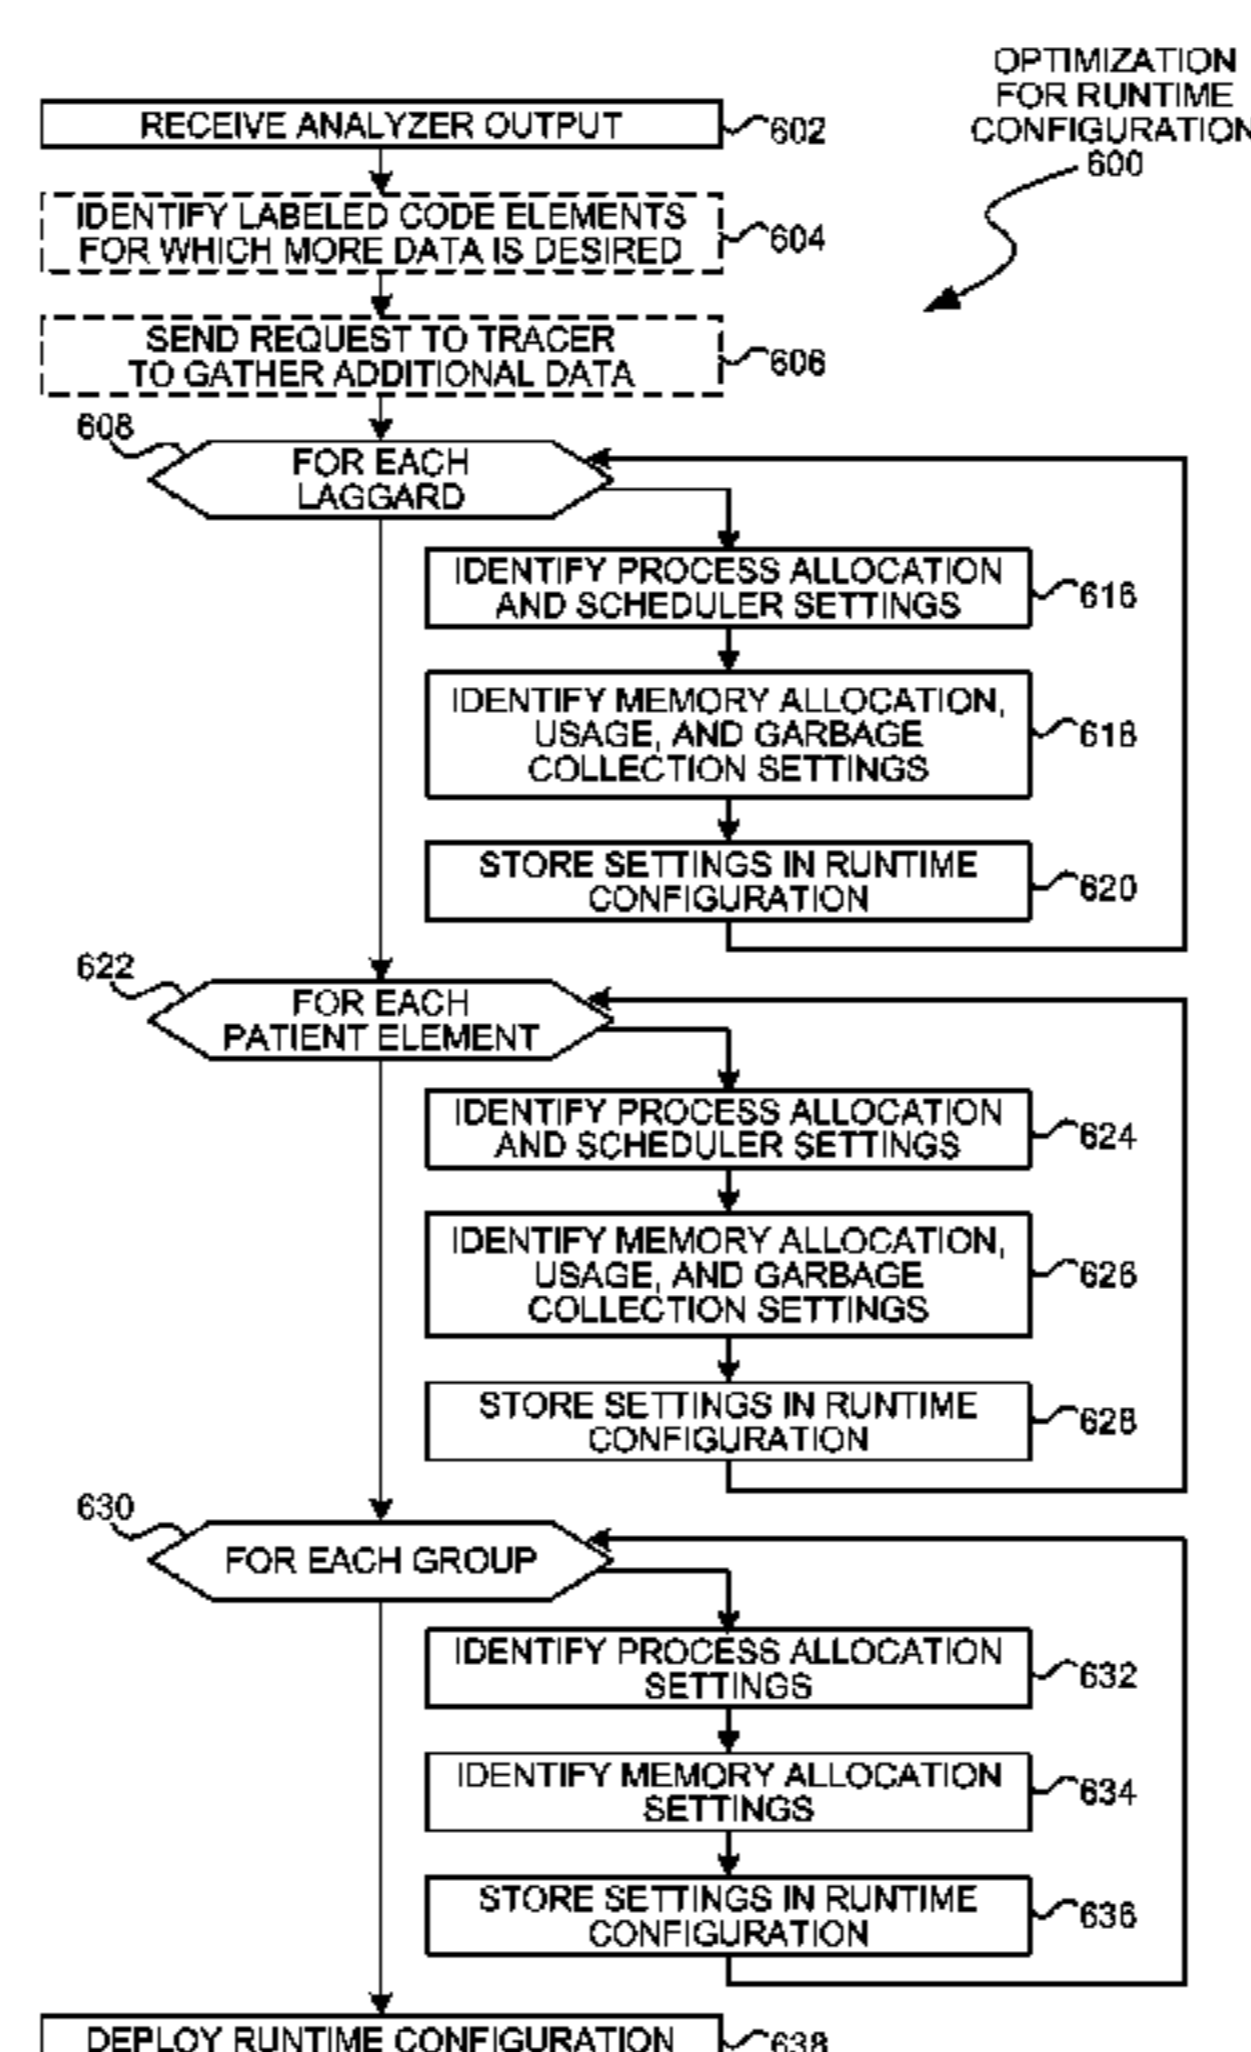 OPTIMIZATION
FOR RUNTIME
CONFIGURATION
600
RECEIVE ANALYZER OUTPUT
602
IDENTIFY LABELED CODE ELEMENTS
FOR WHICH MORE DATA IS DESIRED
604
SEND REQUEST TO TRACER
TO GATHER ADDITIONAL DATA
606
608
FOR EACH
LAGGARD
IDENTIFY PROCESS ALLOCATION
AND SCHEDULER SETTINGS
616
IDENTIFY MEMORY ALLOCATION,
USAGE, AND GARBAGE
COLLECTION SETTINGS
618
STORE SETTINGS IN RUNTIME
CONFIGURATION
620
622
FOR EACH
PATIENT ELEMENT
IDENTIFY PROCESS ALLOCATION
AND SCHEDULER SETTINGS
624
IDENTIFY MEMORY ALLOCATION,
USAGE, AND GARBAGE
COLLECTION SETTINGS
626
STORE SETTINGS IN RUNTIME
CONFIGURATION
628
630
FOR EACH GROUP
IDENTIFY PROCESS ALLOCATION
SETTINGS
632
IDENTIFY MEMORY ALLOCATION
SETTINGS
634
STORE SETTINGS IN RUNTIME
CONFIGURATION
636
DEPLOY RUNTIME CONFIGURATION
638